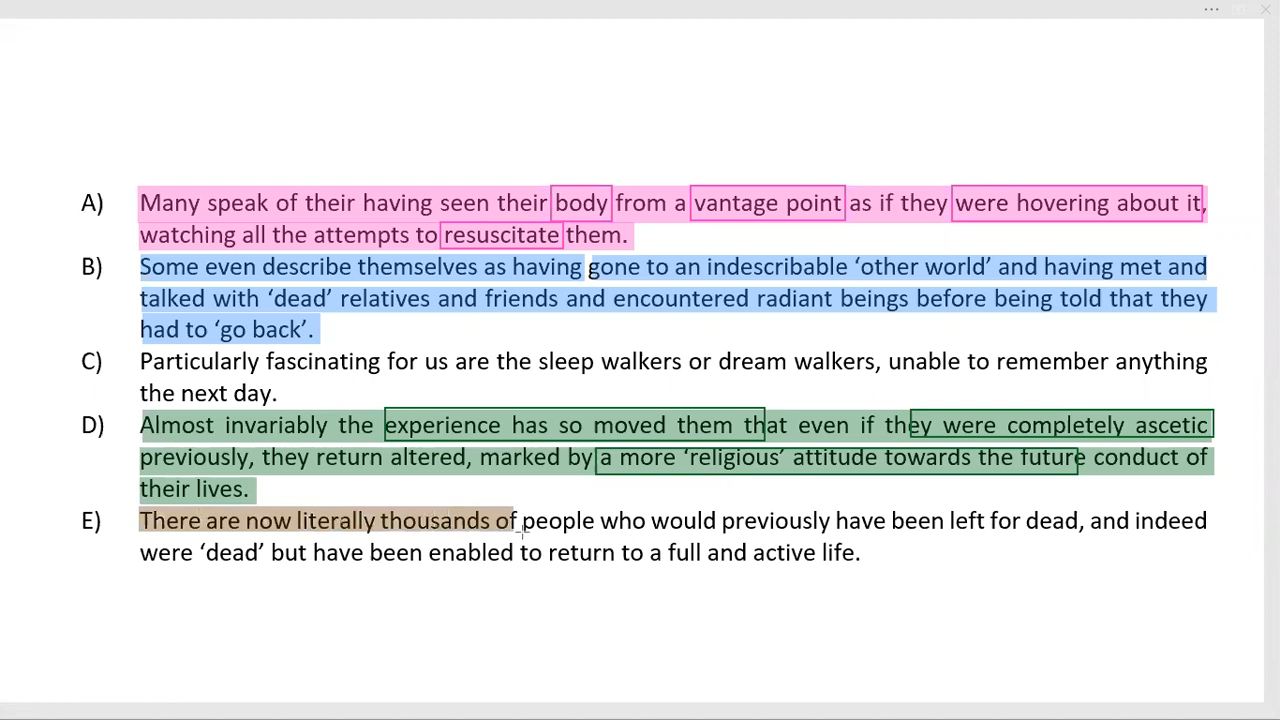 A) Many speak of their having seen their body from a vantage point as if they were hovering about it,
watching all the attempts to resuscitate them.
B) Some even describe themselves as having gone to an indescribable ‘other world’ and having met and
talked with ‘dead’ relatives and friends and encountered radiant beings before being told that they
had to ‘go back’.
C) Particularly fascinating for us are the sleep walkers or dream walkers, unable to remember anything
the next day.
D) Almost invariably the experience has so moved them that even if they were completely ascetic
previously, they return altered, marked by a more ‘religious’ attitude towards the future conduct of
their lives.
E) There are now literally thousands of people who would previously have been left for dead, and indeed
were ‘dead’ but have been enabled to return to a full and active life.